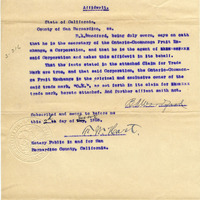 Affidavit.
State of California,
County of San Bernardino, ss.
being duly sworn, says on oath
that he is the secretary of the Ontario-Cucamonga Fruit Ex-
change, a Corporation, and that he is the agent of
said corporation and makes this affidavit in its behalf.
That the facts stated in the attached Claim for Trade
Mark are true, and that said Corporation, the Ontario-Cucamon-
ga Fruit Exchange is the original and exclusive owner of the
said trade mark, as set forth in its claim for
trade mark, hereto attached. And further affiant saith not.
Subscribed and sworn to before me
this day of May,
Notary Public in and for San
Bernardino County, California.